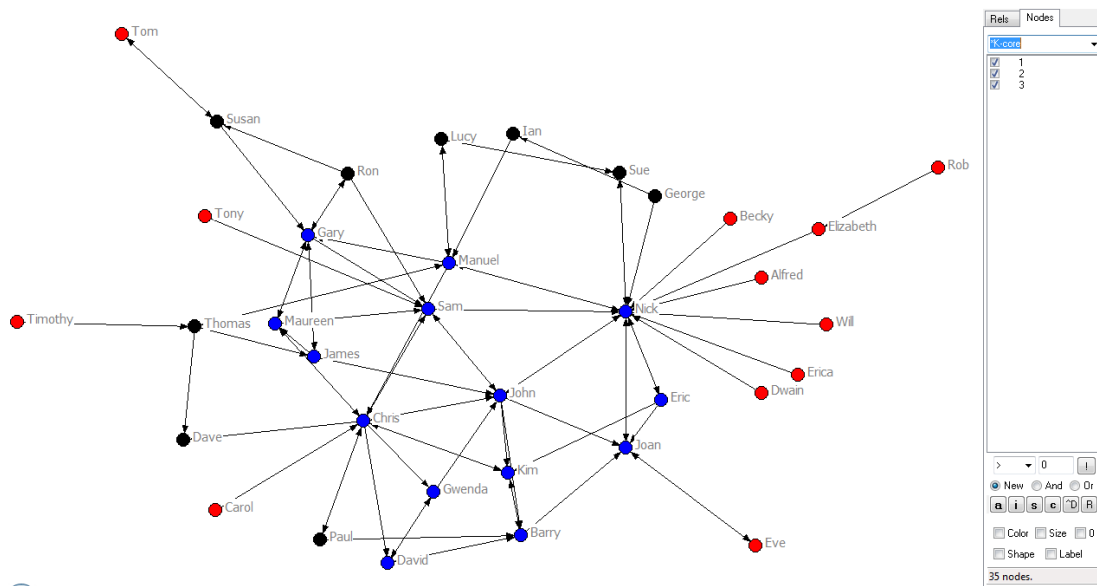 Tom
Susan
Lucy
Ian
Ron
Sue
George
Rob
Tony
Becky
Elizabeth
Gary
Manuel
Alfred
Sam
Nick
Timothy
Thomas
Maureen
Will
James
Erica
John
Eric
Dwain
Chris
Dave
Joan
Kim
Gwenda
Carol
Paul
Barry
David
Eve
Rels Nodes
*K-core
1
2
3
> 0 !
New And Or
a i s c ^D R
Color Size 0
Shape Label
35 nodes.